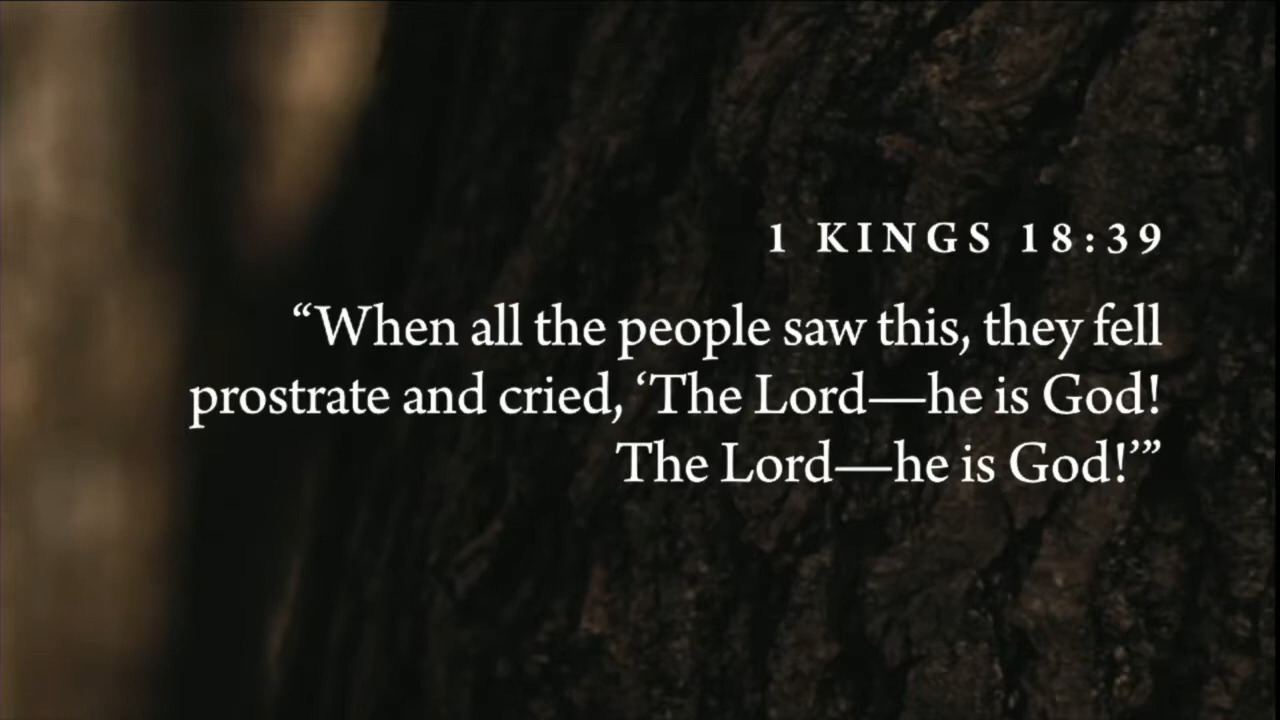 1 KINGS 18:39
“When all the people saw this, they fell
prostrate and cried, ‘The Lord—he is God!
The Lord—he is God!’”